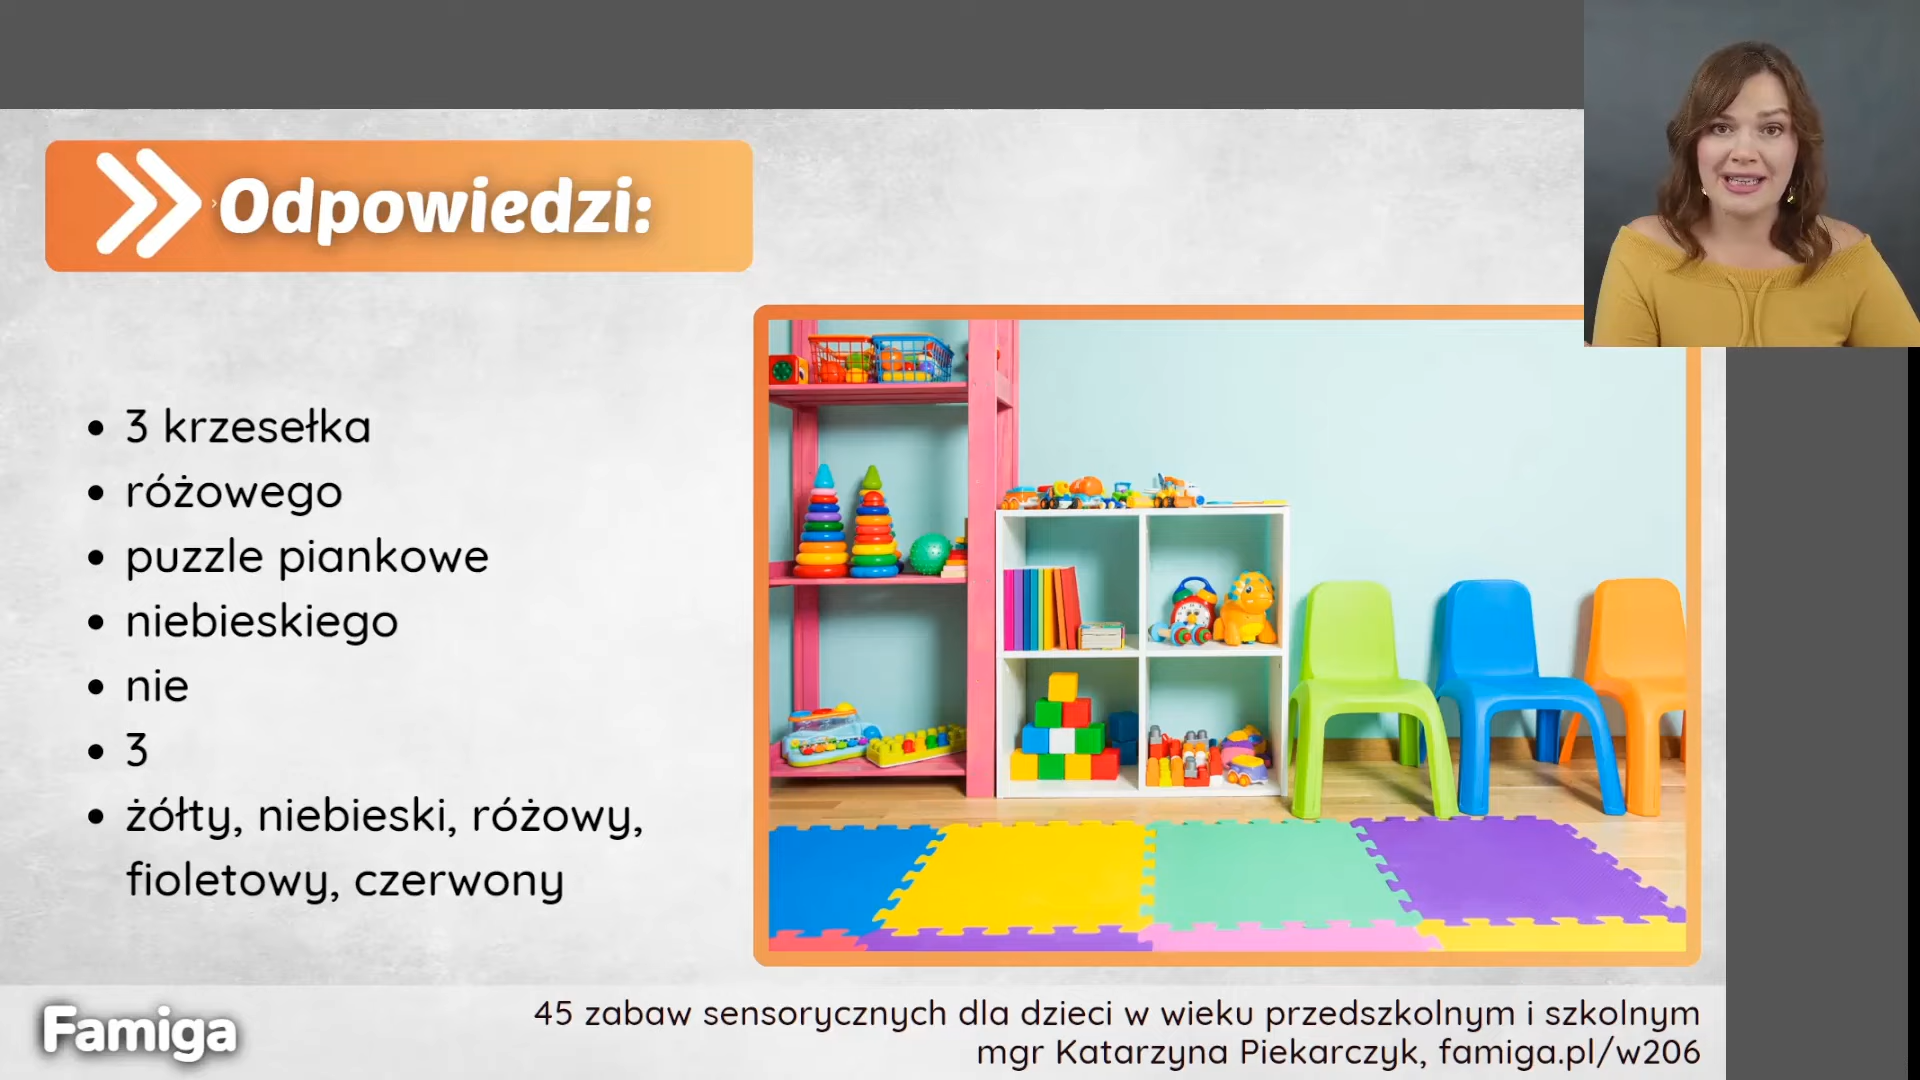 Odpowiedzi:
• 3 krzesełka
• różowego
• puzzle piankowe
• niebieskiego
• nie
• 3
• żółty, niebieski, różowy,
fioletowy, czerwony
Famiga
45 zabaw sensorycznych dla dzieci w wieku przedszkolnym i szkolnym
mgr Katarzyna Piekarczyk, famiga.pl/w206